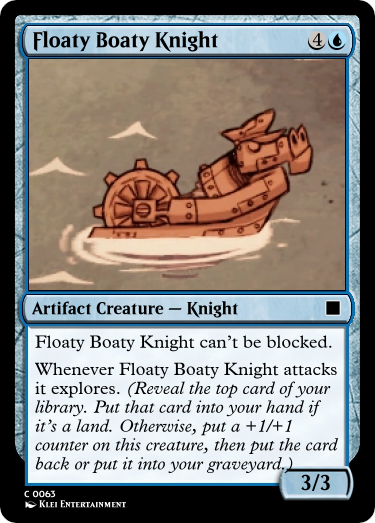 Floaty Boaty Knight 4
Artifact Creature — Knight
Floaty Boaty Knight can't be blocked.
Whenever Floaty Boaty Knight attacks
it explores. (Reveal the top card of your
library. Put that card into your hand if
it's a land. Otherwise, put a +1/+1
counter on this creature, then put the card
back or put it into your graveyard.)
3/3
C 0063
Klei Entertainment